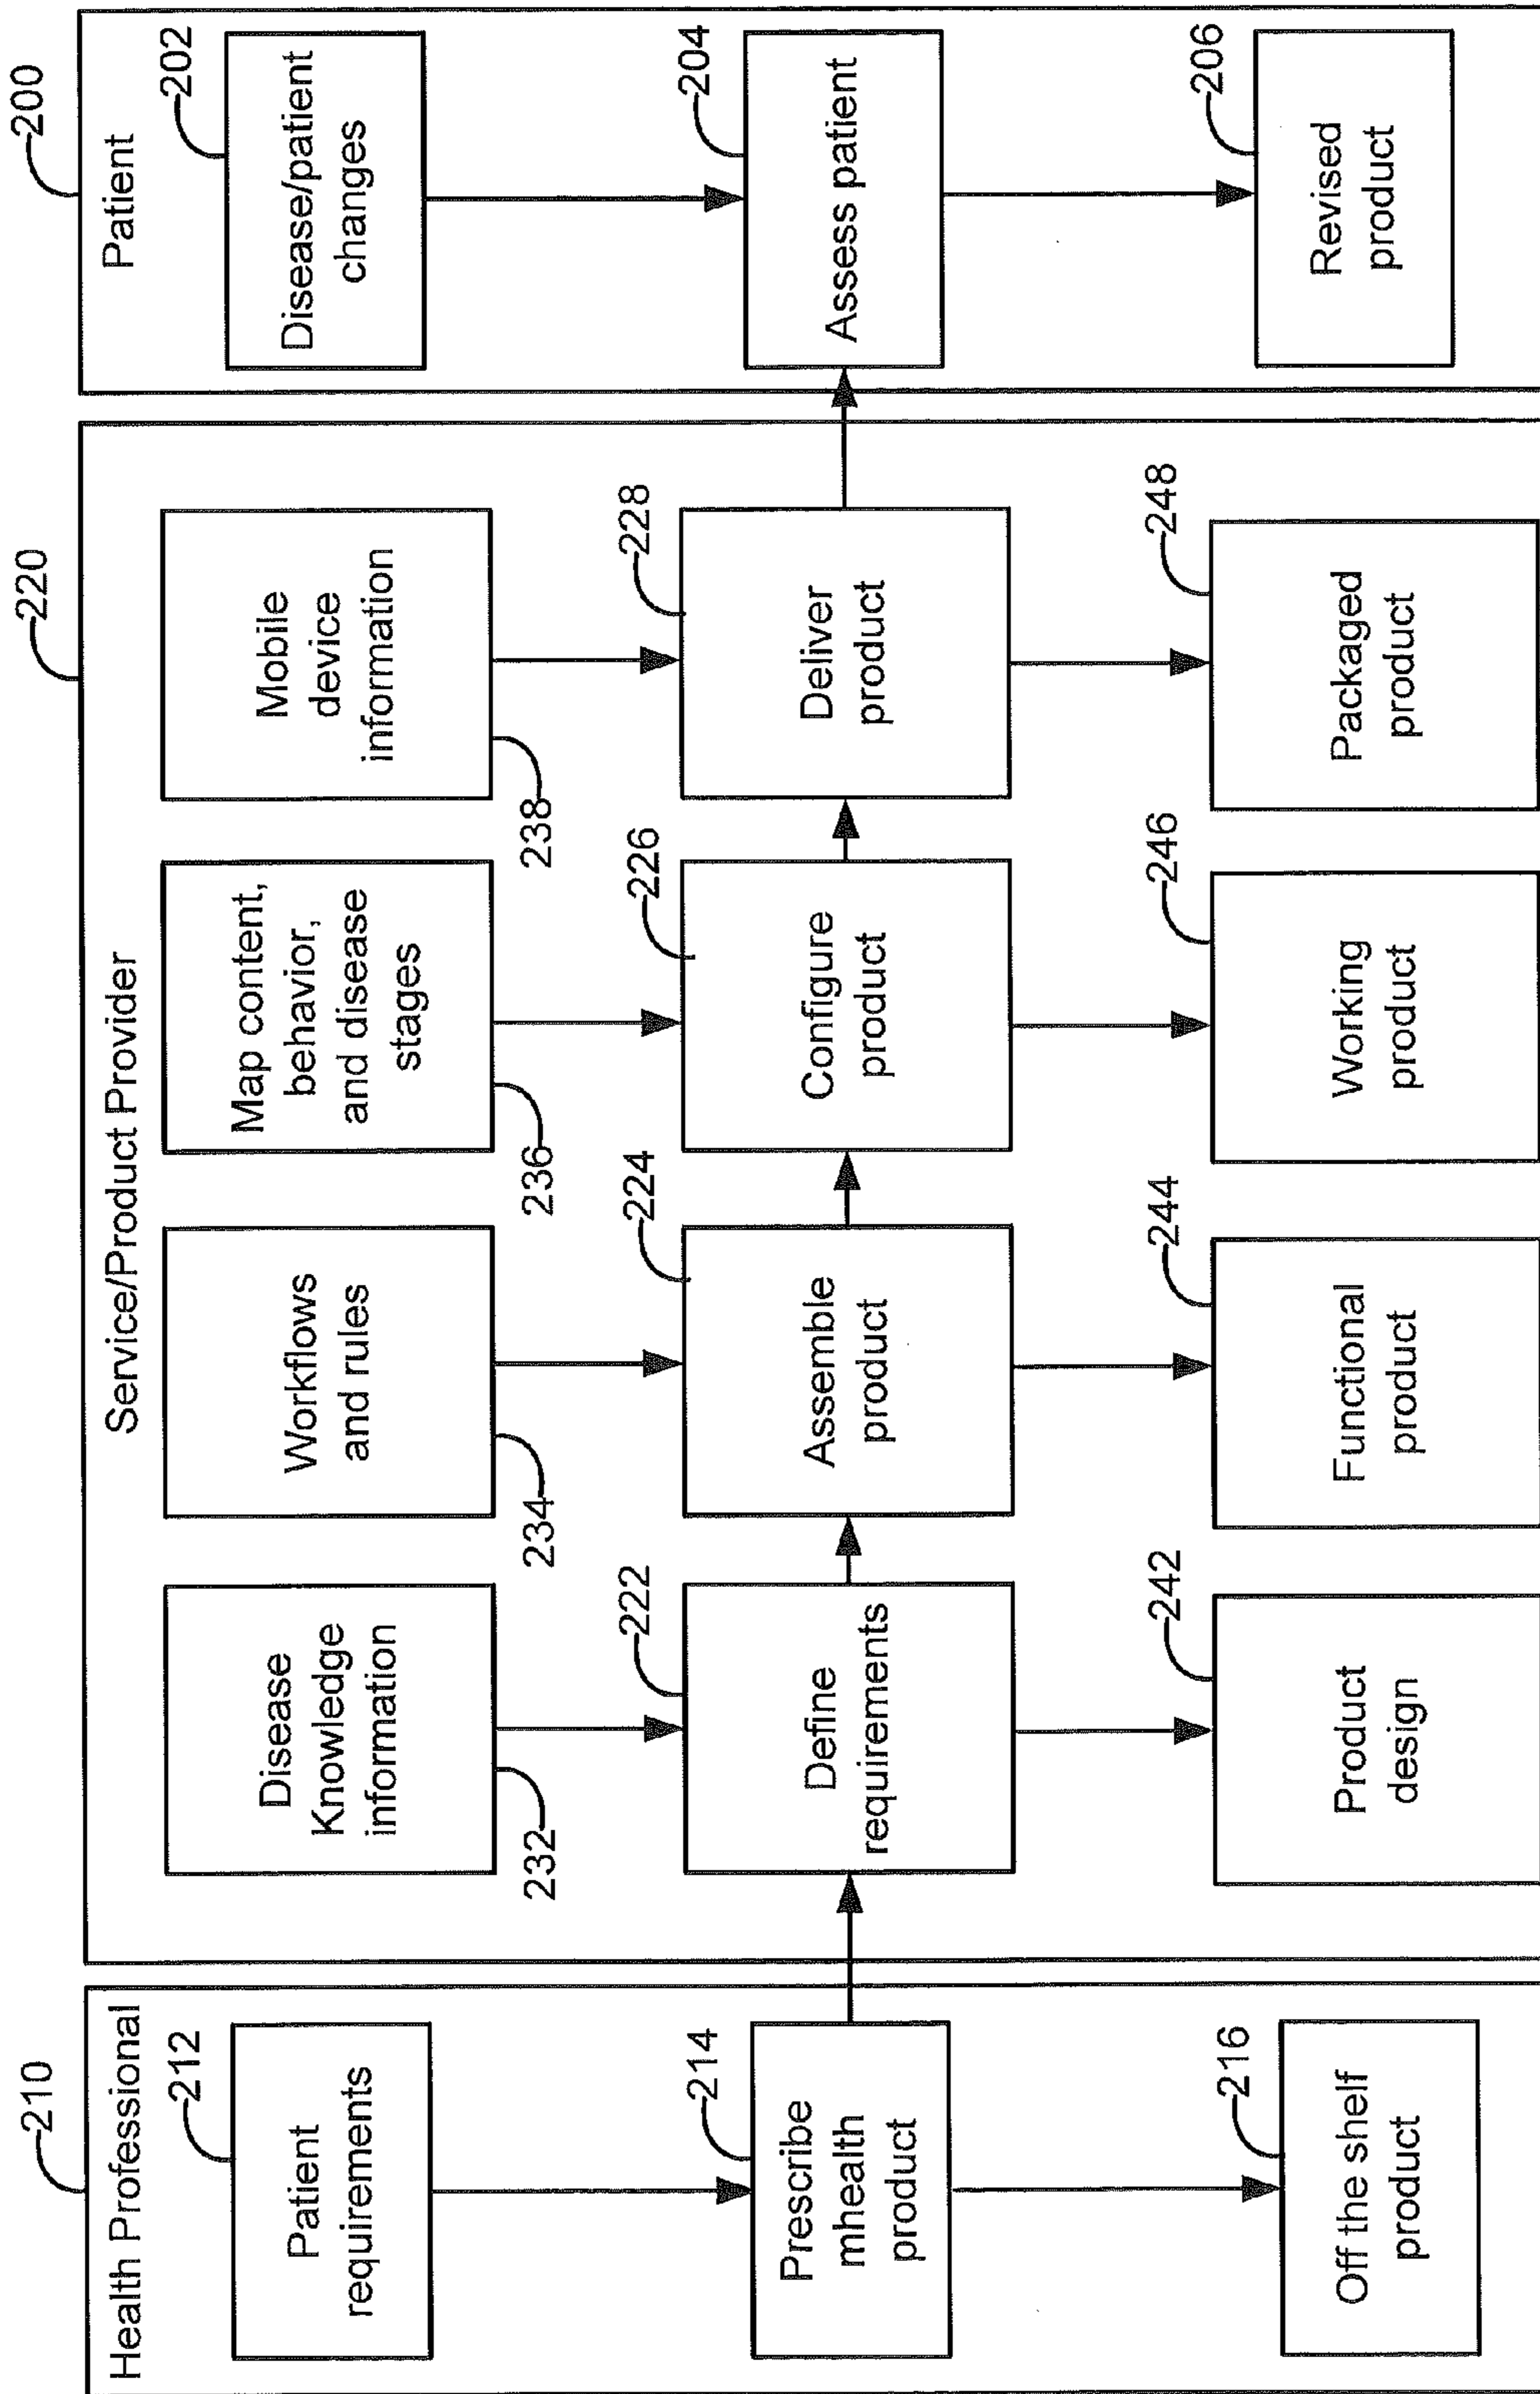 210
Health Professional
212
Patient
requirements
214
Prescribe
mhealth
product
216
Off the shelf
product
220
Service/Product Provider
Disease
Knowledge
information
232
Workflows
and rules
234
Map content,
behavior,
and disease
stages
236
Mobile
device
information
238
222
Define
requirements
224
Assemble
product
226
Configure
product
228
Deliver
product
242
Product
design
244
Functional
product
246
Working
product
248
Packaged
product
200
Patient
202
Disease/patient
changes
204
Assess patient
206
Revised
product